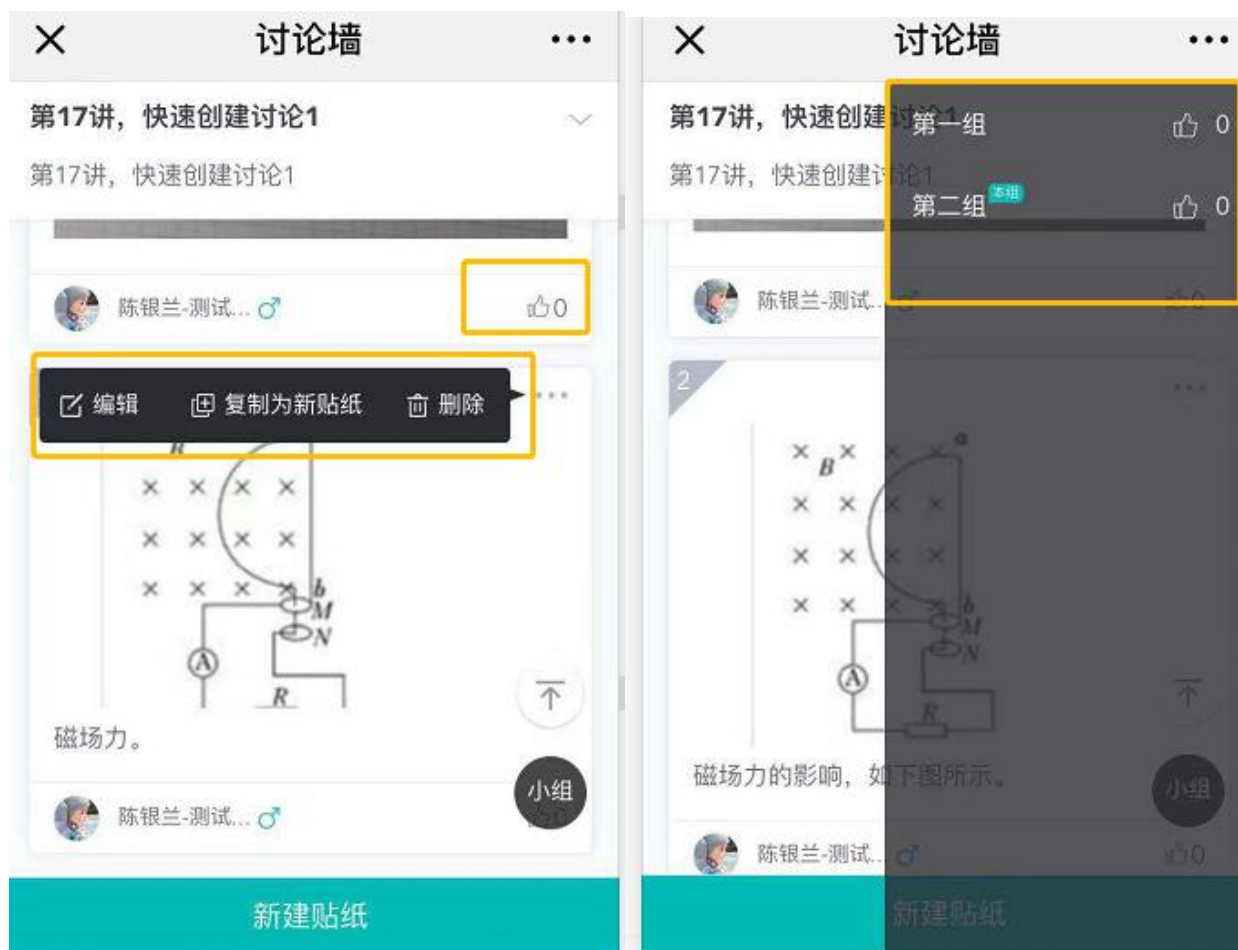 讨论墙
第17讲，快速创建讨论1
第17讲，快速创建讨论1
陈银兰-测试... 0
编辑 复制为新贴纸 删除
B
b
M
N
A
R
磁场力。
小组
陈银兰-测试...
新建贴纸
讨论墙
第17讲，快速创建讨论1
第一组 0
第17讲，快速创建讨论1
第二组 本组 0
陈银兰-测试... 0
2
a
B
b
M
N
A
R
磁场力的影响，如下图所示。
小组
陈银兰-测试... 0
新建贴纸